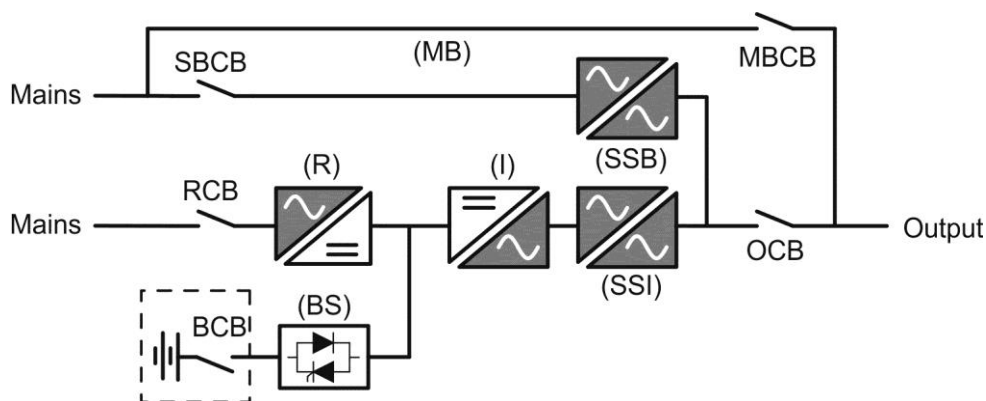 (MB)
MBCB
SBCB
Mains
(SSB)
(R)
(I)
RCB
Mains
Output
OCB
(SSI)
(BS)
BCB